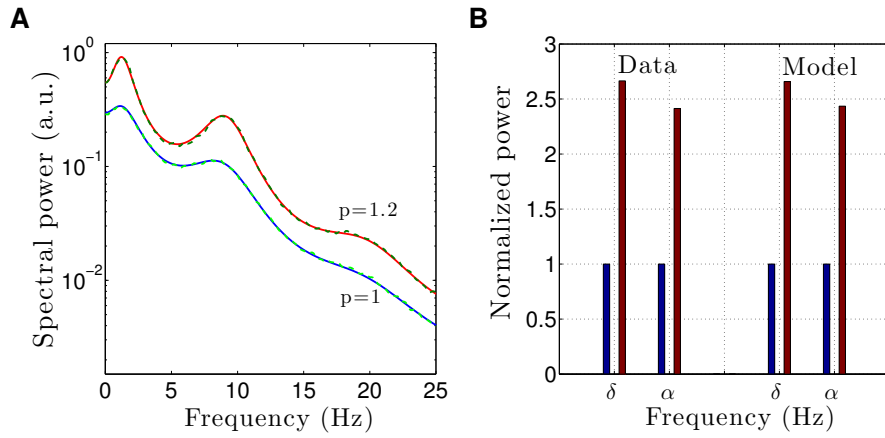 A
Spectral power (a.u.)
10^0
10^-1
10^-2
p=1.2
p=1
0 5 10 15 20 25
Frequency (Hz)
B
Normalized power
3
2.5
2
1.5
1
0.5
0
Data Model
δ α δ α
Frequency (Hz)